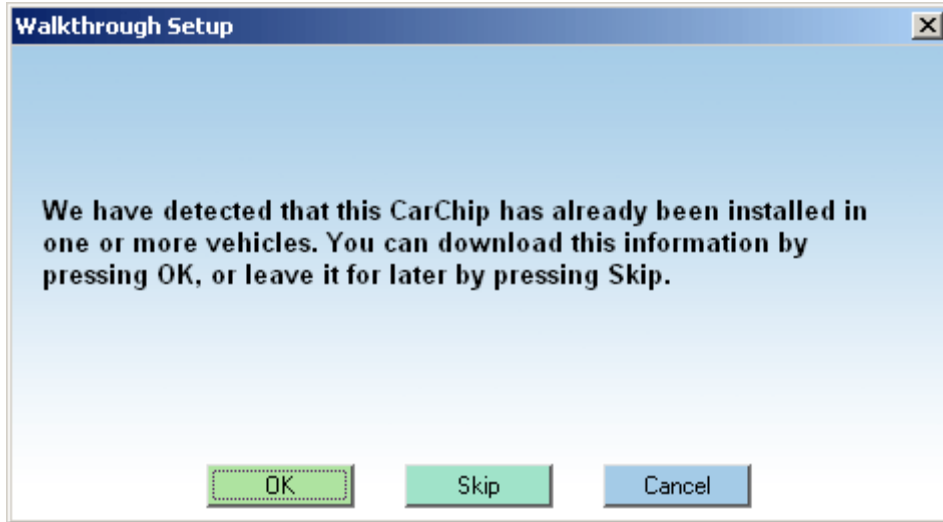 Walkthrough Setup
We have detected that this CarChip has already been installed in
one or more vehicles. You can download this information by
pressing OK, or leave it for later by pressing Skip.
OK Skip Cancel